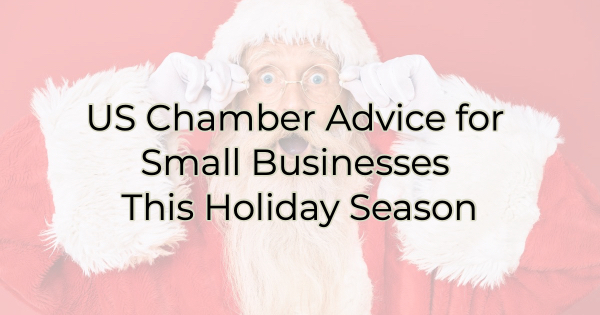 US Chamber Advice for
Small Businesses
This Holiday Season